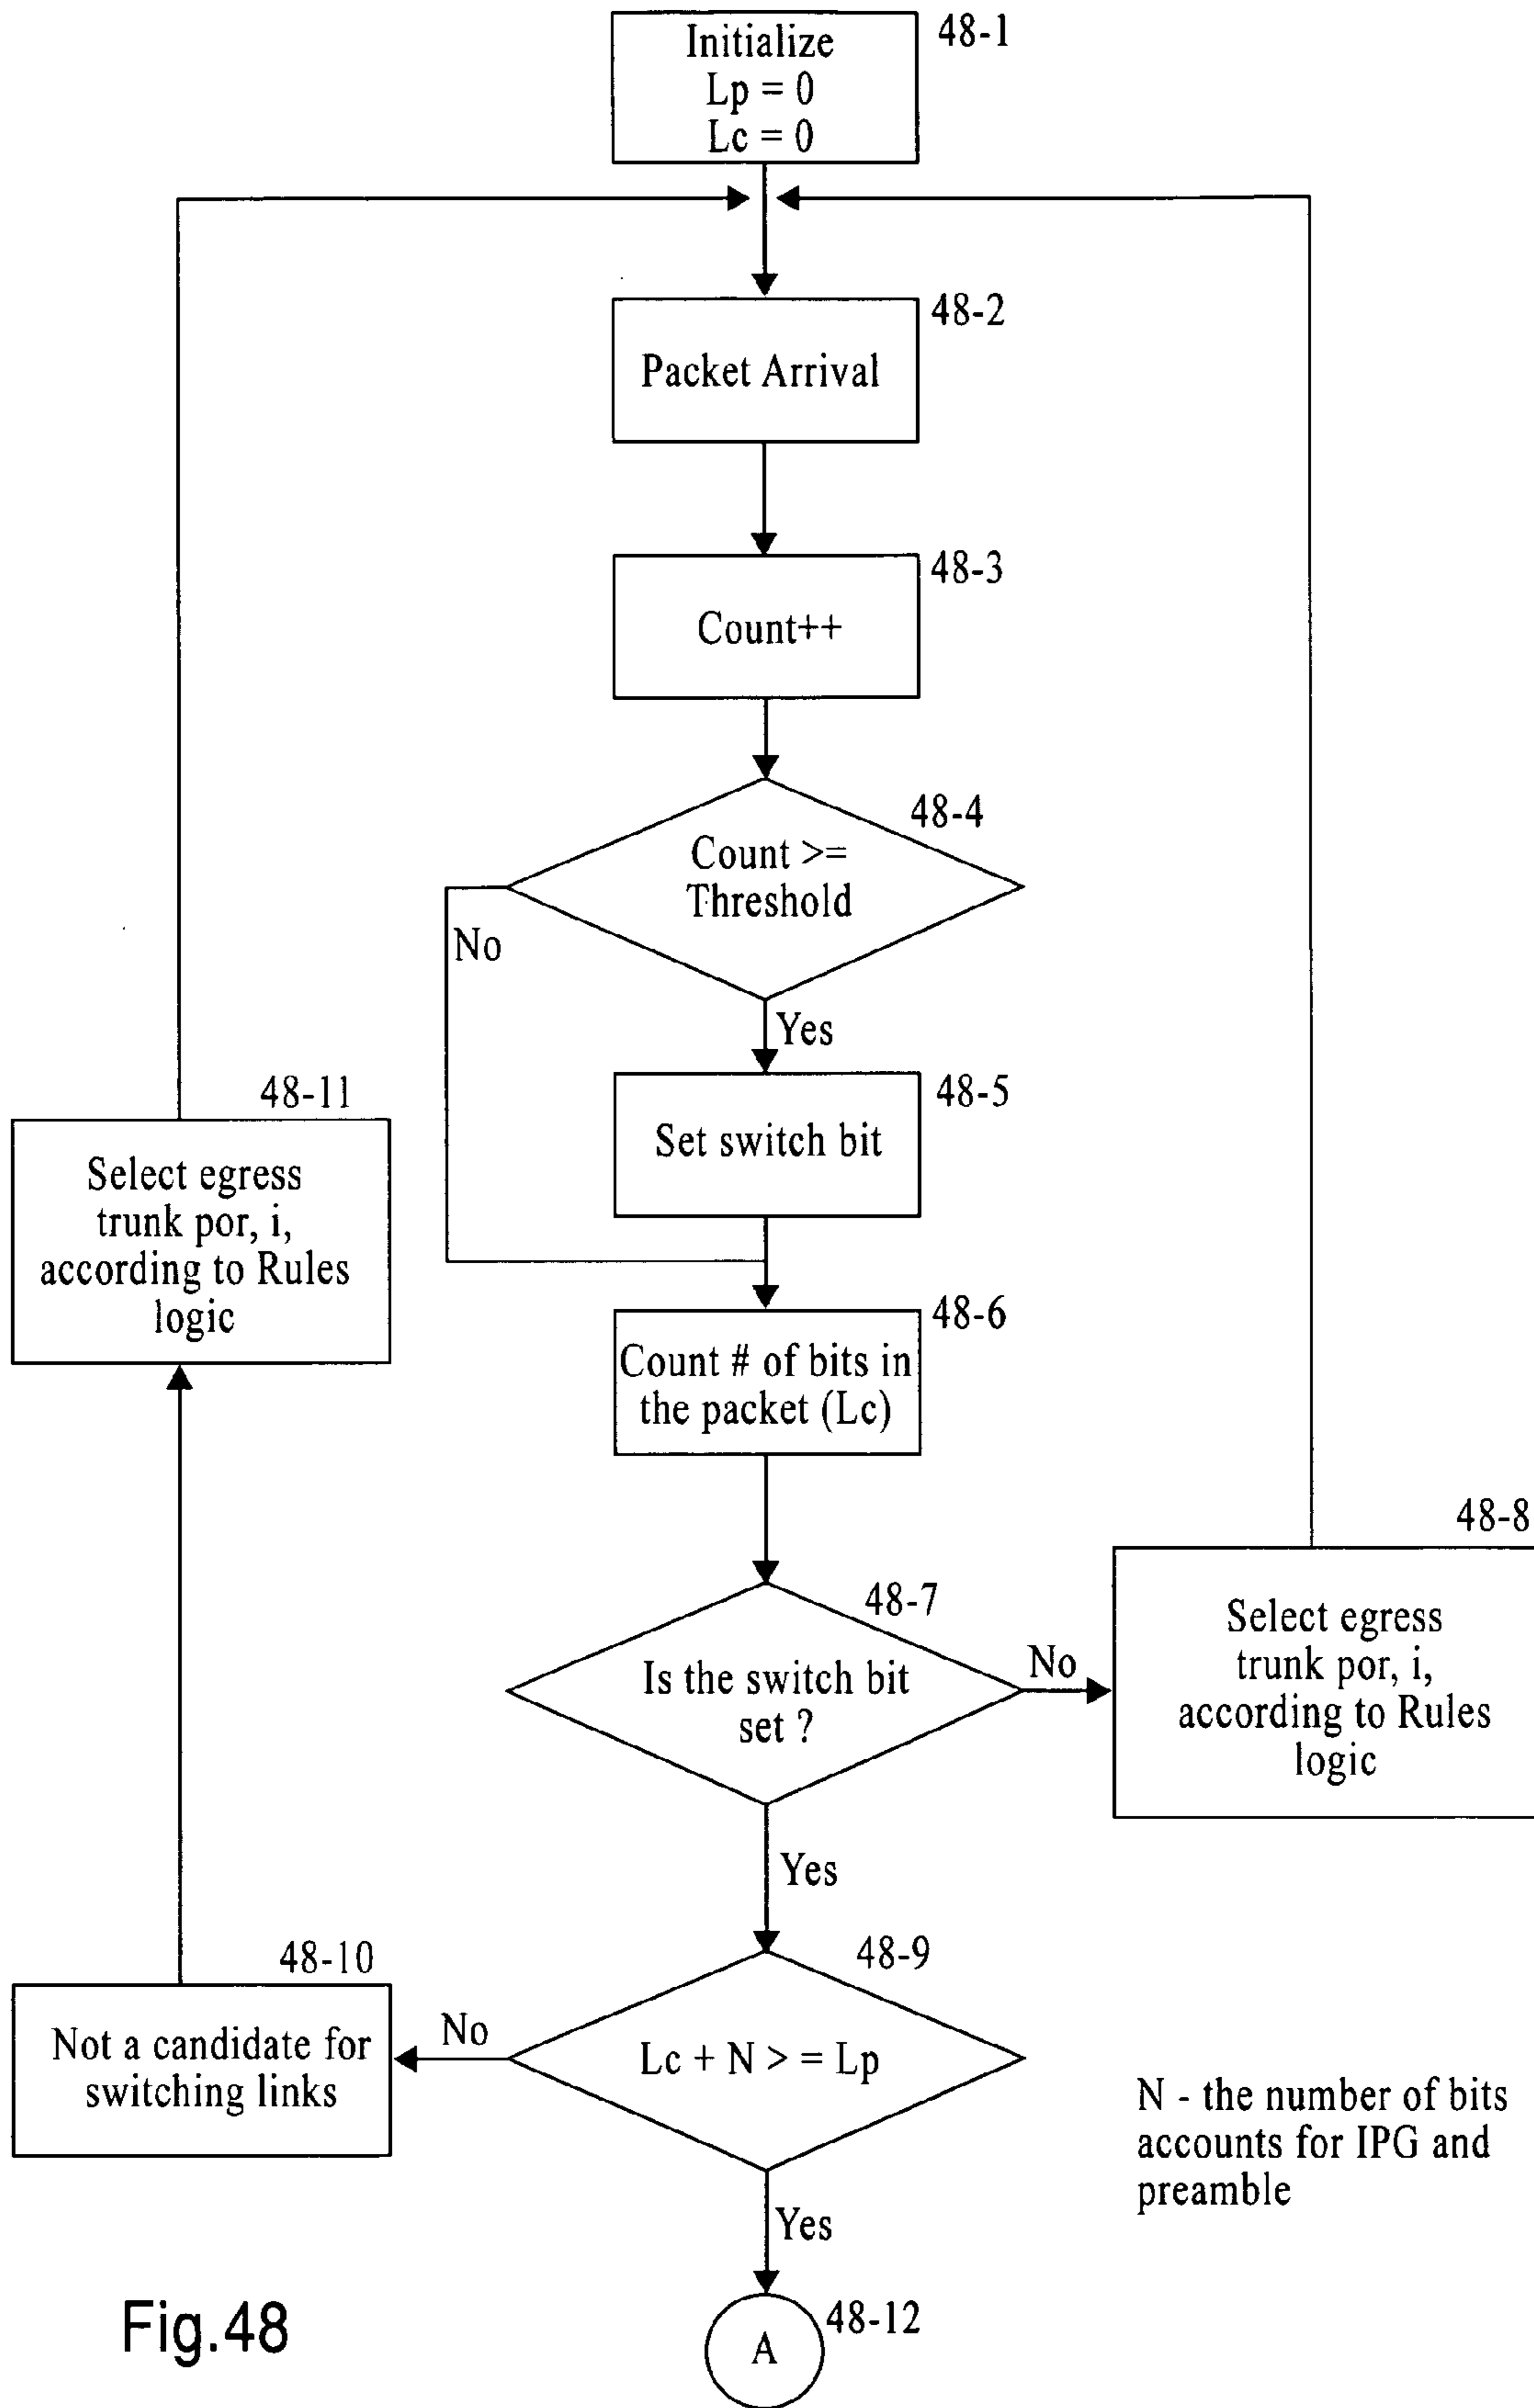 Initialize
Lp = 0
Lc = 0
48-1
48-2
Packet Arrival
48-3
Count++
48-4
Count >=
Threshold
No
Yes
48-5
Set switch bit
48-11
Select egress
trunk por, i,
according to Rules
logic
48-6
Count # of bits in
the packet (Lc)
48-7
Is the switch bit
set ?
No
48-8
Select egress
trunk por, i,
according to Rules
logic
Yes
48-9
Lc + N > = Lp
No
48-10
Not a candidate for
switching links
N - the number of bits
accounts for IPG and
preamble
Yes
48-12
A
Fig.48